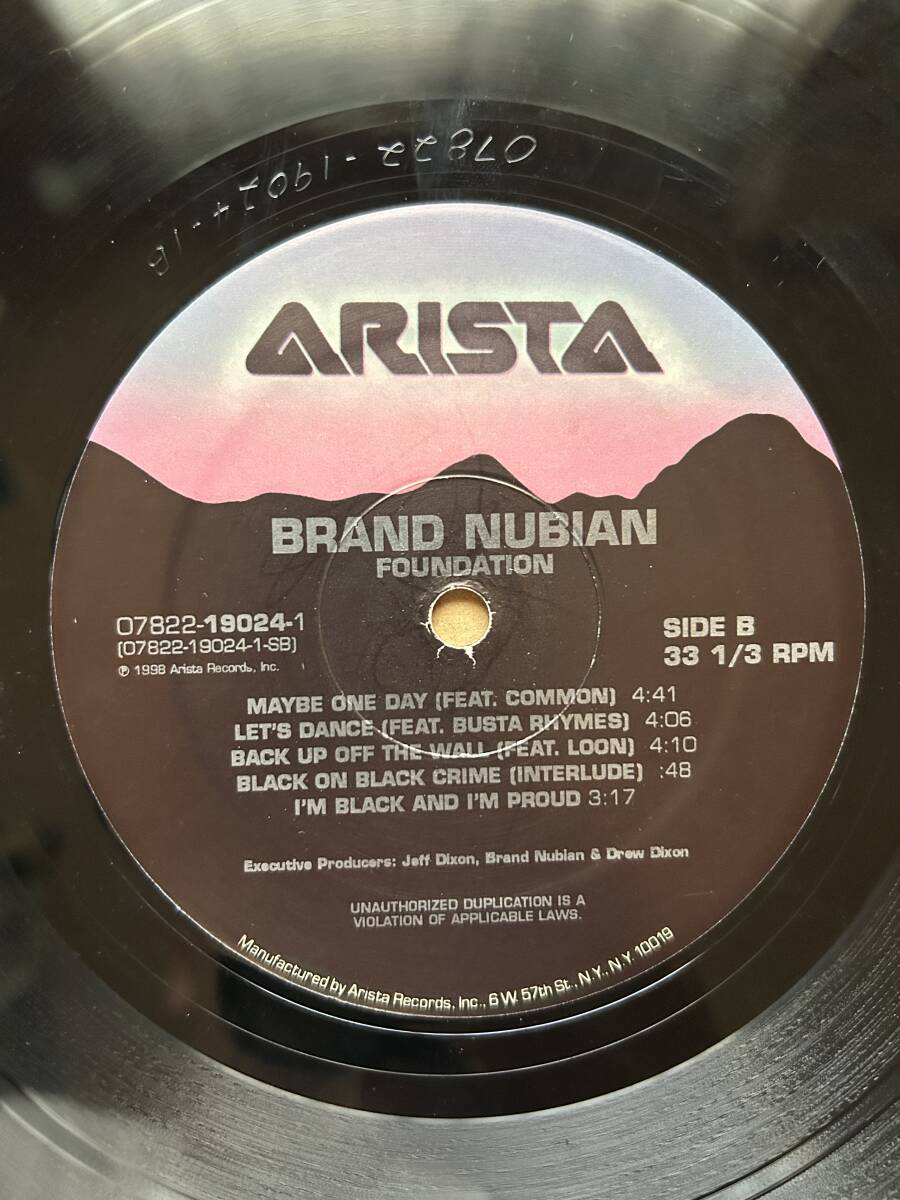 07822-19024-1B
ARISTA
BRAND NUBIAN
FOUNDATION
07822-19024-1
(07822-19024-1-SB)
℗ 1998 Arista Records, Inc.
SIDE B
33 1/3 RPM
MAYBE ONE DAY (FEAT. COMMON) 4:41
LET'S DANCE (FEAT. BUSTA RHYMES) 4:06
BACK UP OFF THE WALL (FEAT. LOON) 4:10
BLACK ON BLACK CRIME (INTERLUDE) :48
I'M BLACK AND I'M PROUD 3:17
Executive Producers: Jeff Dixon, Brand Nubian & Drew Dixon
UNAUTHORIZED DUPLICATION IS A
VIOLATION OF APPLICABLE LAWS.
Manufactured by Arista Records, Inc., 6 W. 57th St., N.Y., N.Y. 10019